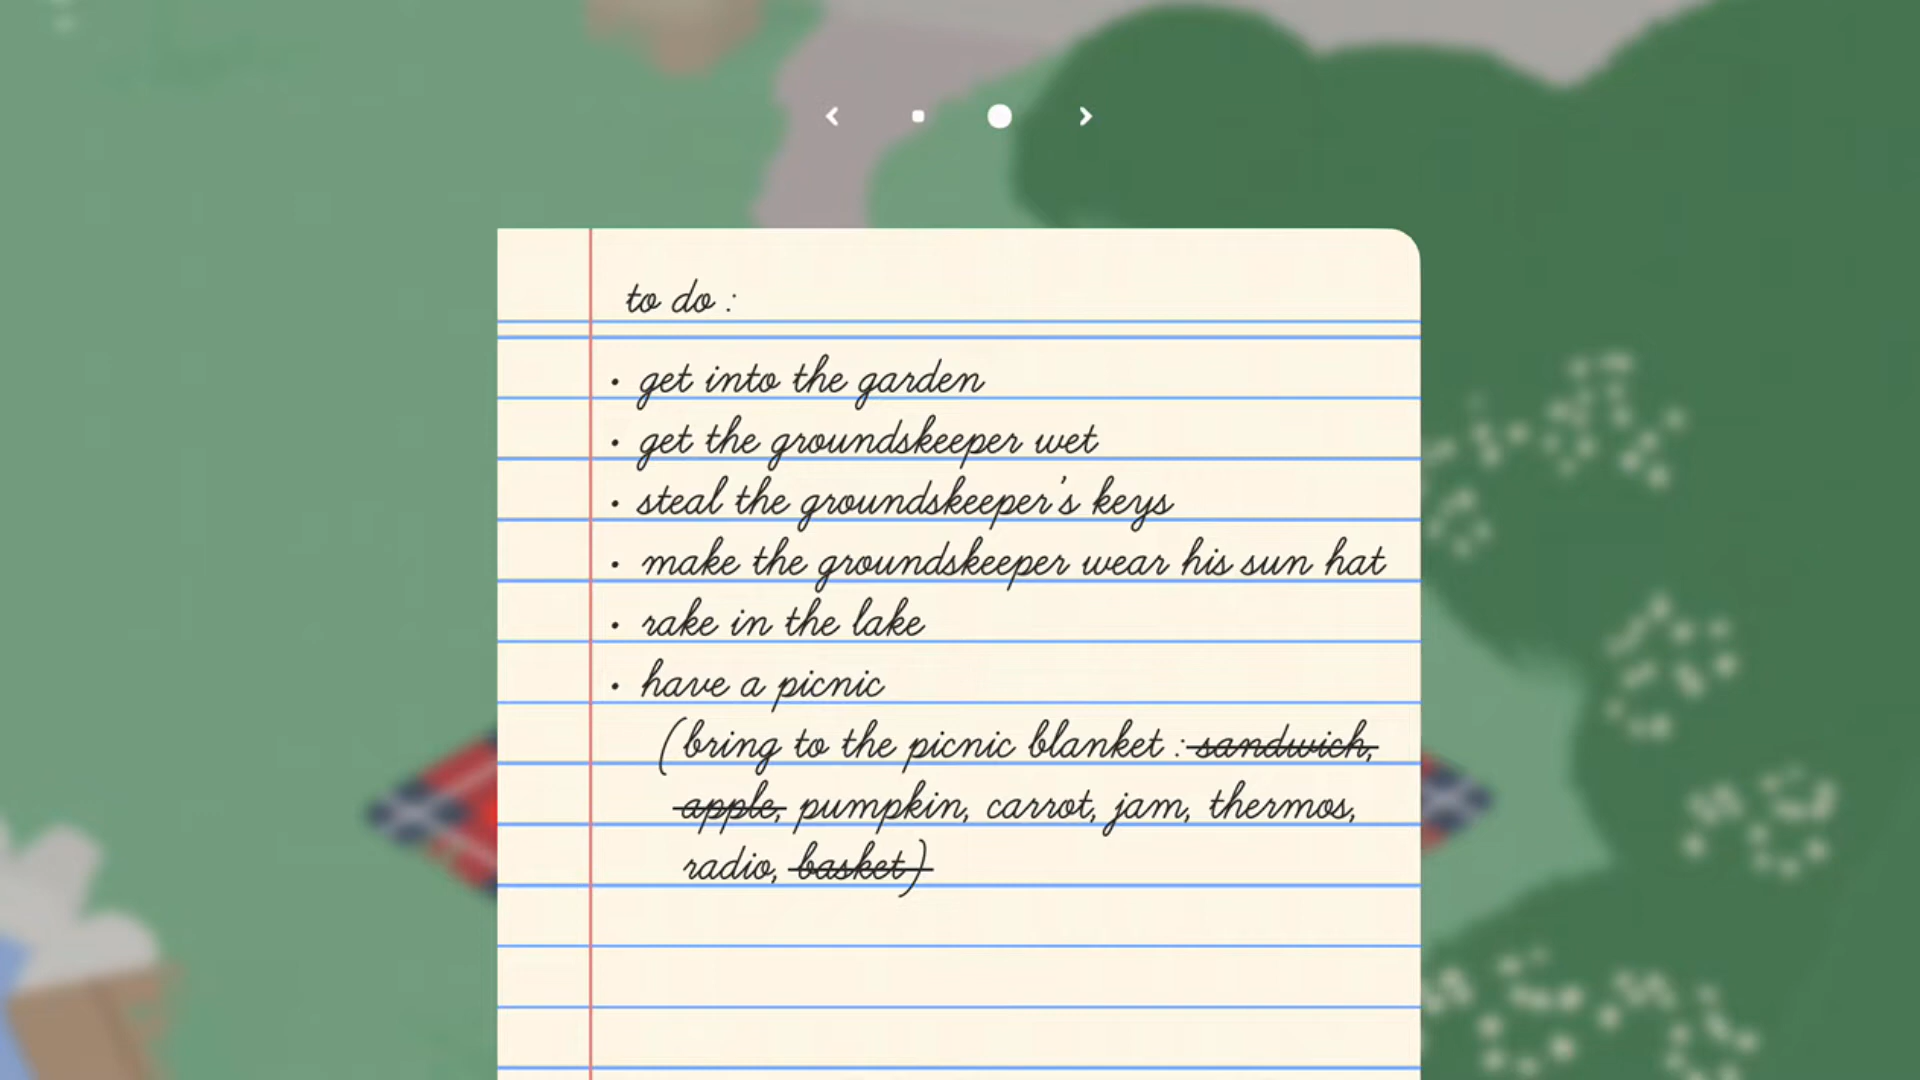 to do :
• get into the garden
• get the groundskeeper wet
• steal the groundskeeper's keys
• make the groundskeeper wear his sun hat
• rake in the lake
• have a picnic
(bring to the picnic blanket : sandwich,
apple, pumpkin, carrot, jam, thermos,
radio, basket)